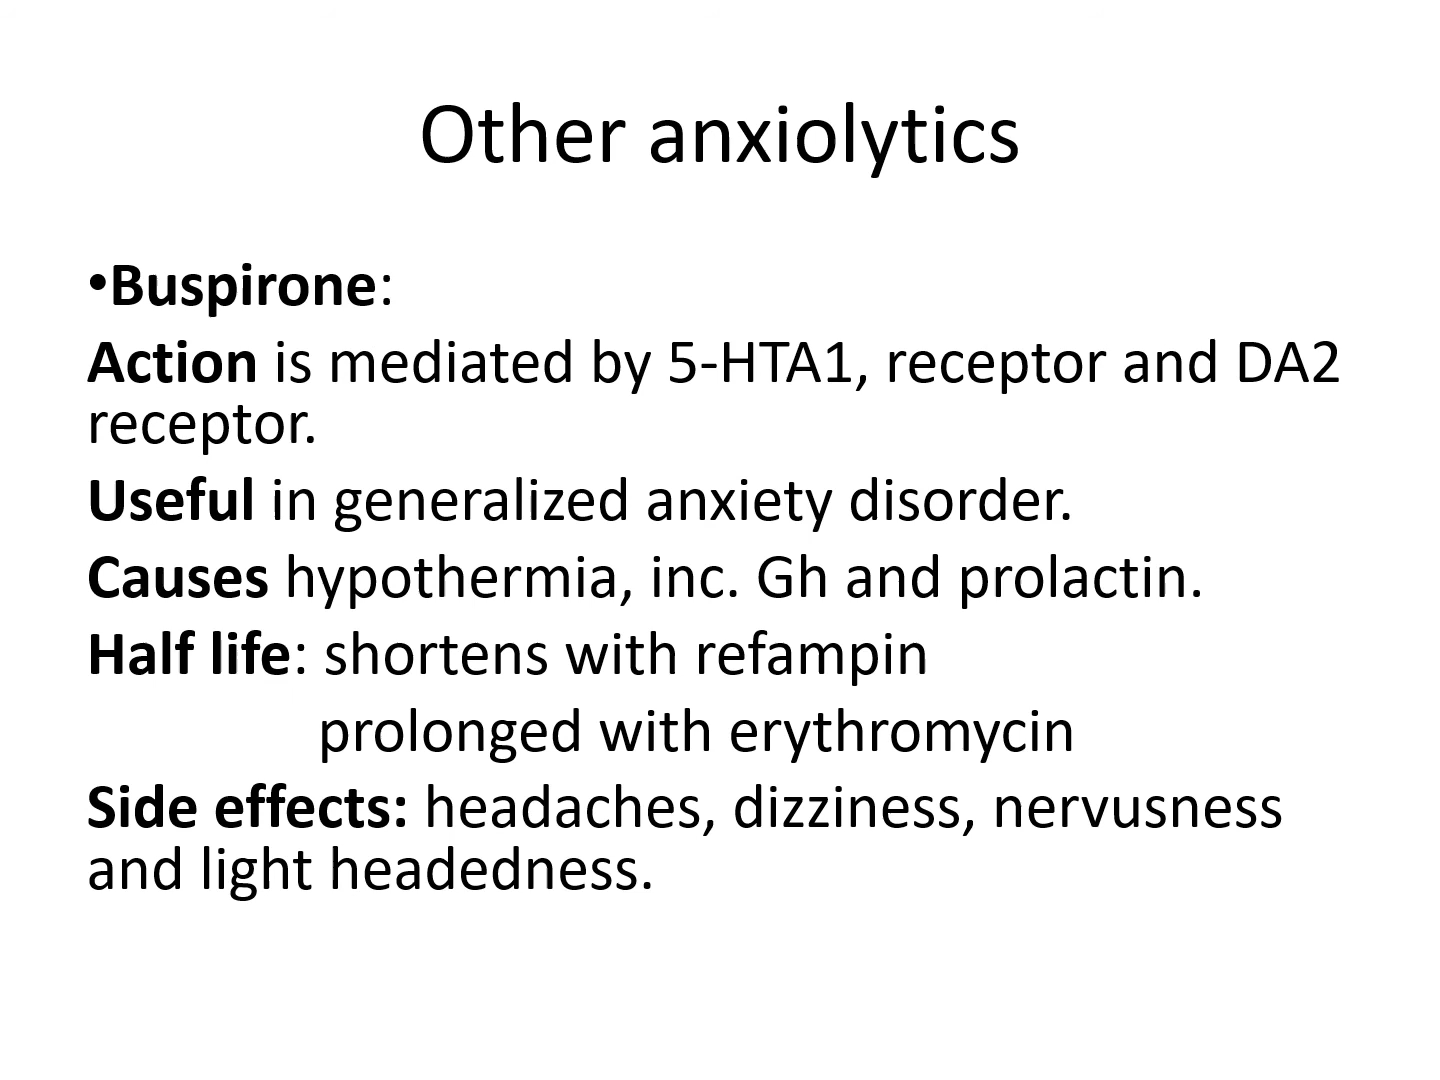 Other anxiolytics
•Buspirone:
Action is mediated by 5-HTA1, receptor and DA2
receptor.
Useful in generalized anxiety disorder.
Causes hypothermia, inc. Gh and prolactin.
Half life: shortens with refampin
prolonged with erythromycin
Side effects: headaches, dizziness, nervusness
and light headedness.